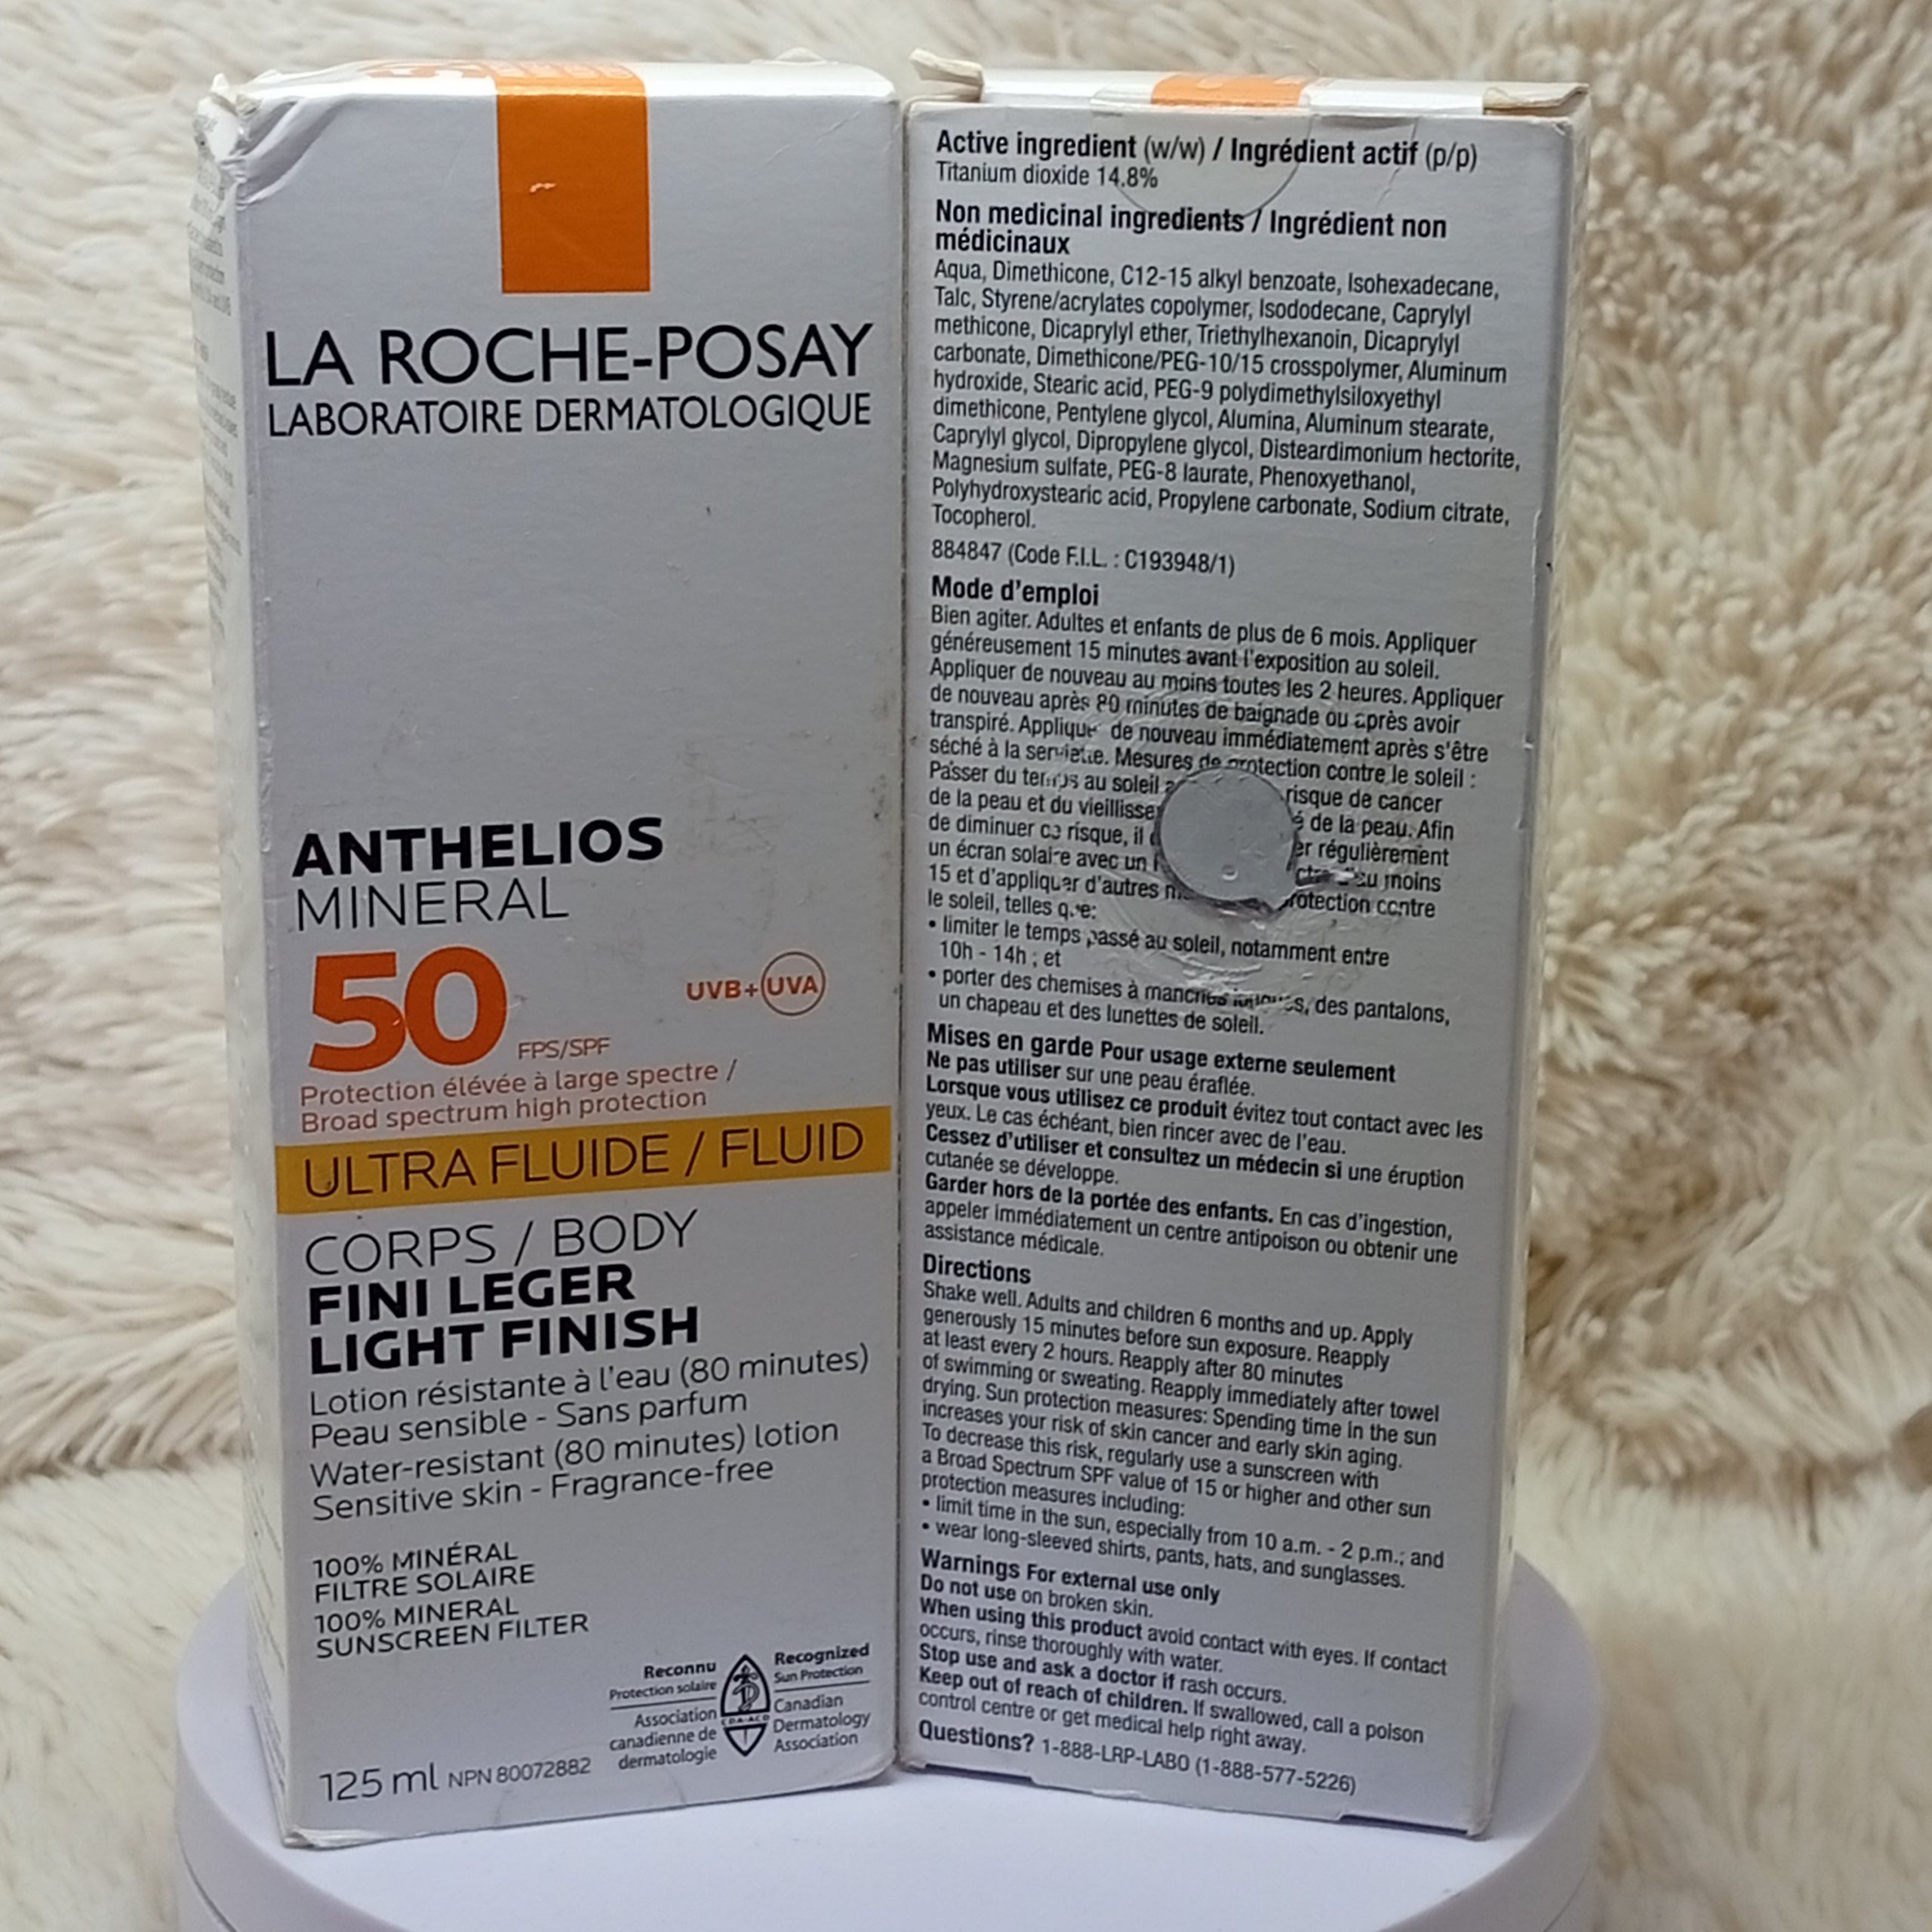 LA ROCHE-POSAY
LABORATOIRE DERMATOLOGIQUE
ANTHELIOS
MINERAL
50
FPS/SPF
UVB+UVA
Protection élévée à large spectre /
Broad spectrum high protection
ULTRA FLUIDE / FLUID
CORPS / BODY
FINI LEGER
LIGHT FINISH
Lotion résistante à l'eau (80 minutes)
Peau sensible - Sans parfum
Water-resistant (80 minutes) lotion
Sensitive skin - Fragrance-free
100% MINÉRAL
FILTRE SOLAIRE
100% MINERAL
SUNSCREEN FILTER
Reconnu
Protection solaire
Association
canadienne de
dermatologie
CDA-ACD
Recognized
Sun Protection
Canadian
Dermatology
Association
125 ml NPN 80072882
Active ingredient (w/w) / Ingrédient actif (p/p)
Titanium dioxide 14.8%
Non medicinal ingredients / Ingrédient non
médicinaux
Aqua, Dimethicone, C12-15 alkyl benzoate, Isohexadecane,
Talc, Styrene/acrylates copolymer, Isododecane, Caprylyl
methicone, Dicaprylyl ether, Triethylhexanoin, Dicaprylyl
carbonate, Dimethicone/PEG-10/15 crosspolymer, Aluminum
hydroxide, Stearic acid, PEG-9 polydimethylsiloxyethyl
dimethicone, Pentylene glycol, Alumina, Aluminum stearate,
Caprylyl glycol, Dipropylene glycol, Disteardimonium hectorite,
Magnesium sulfate, PEG-8 laurate, Phenoxyethanol,
Polyhydroxystearic acid, Propylene carbonate, Sodium citrate,
Tocopherol.
884847 (Code F.I.L. : C193948/1)
Mode d'emploi
Bien agiter. Adultes et enfants de plus de 6 mois. Appliquer
généreusement 15 minutes avant l'exposition au soleil.
Appliquer de nouveau au moins toutes les 2 heures. Appliquer
de nouveau après 80 minutes de baignade ou après avoir
transpiré. Appliquer de nouveau immédiatement après s'être
séché à la serviette. Mesures de protection contre le soleil :
Passer du temps au soleil risque de cancer
de la peau et du de la peau. Afin
de diminuer ce risque, il régulièrement
un écran solaire avec un moins
15 et d'appliquer d'autres protection contre
le soleil, telles que:
• limiter le temps passé au soleil, notamment entre
10h - 14h ; et
• porter des chemises à manches longues, des pantalons,
un chapeau et des lunettes de soleil.
Mises en garde Pour usage externe seulement
Ne pas utiliser sur une peau éraflée.
Lorsque vous utilisez ce produit évitez tout contact avec les
yeux. Le cas échéant, bien rincer avec de l'eau.
Cessez d'utiliser et consultez un médecin si une éruption
cutanée se développe.
Garder hors de la portée des enfants. En cas d'ingestion,
appeler immédiatement un centre antipoison ou obtenir une
assistance médicale.
Directions
Shake well. Adults and children 6 months and up. Apply
generously 15 minutes before sun exposure. Reapply
at least every 2 hours. Reapply after 80 minutes
of swimming or sweating. Reapply immediately after towel
drying. Sun protection measures: Spending time in the sun
increases your risk of skin cancer and early skin aging.
To decrease this risk, regularly use a sunscreen with
a Broad Spectrum SPF value of 15 or higher and other sun
protection measures including:
• limit time in the sun, especially from 10 a.m. - 2 p.m.; and
• wear long-sleeved shirts, pants, hats, and sunglasses.
Warnings For external use only
Do not use on broken skin.
When using this product avoid contact with eyes. If contact
occurs, rinse thoroughly with water.
Stop use and ask a doctor if rash occurs.
Keep out of reach of children. If swallowed, call a poison
control centre or get medical help right away.
Questions? 1-888-LRP-LABO (1-888-577-5226)